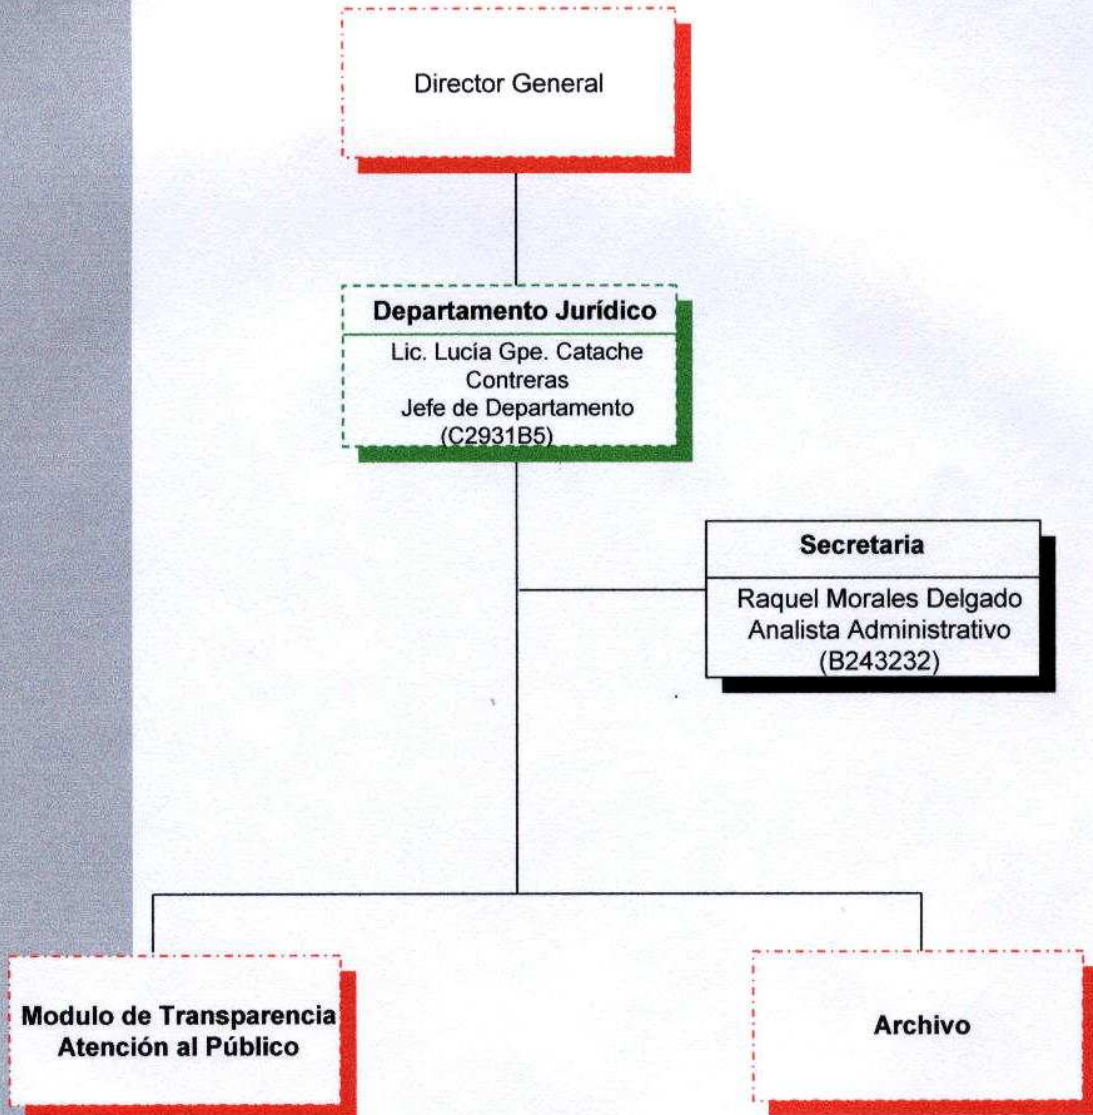 Director General
Departamento Jurídico
Lic. Lucía Gpe. Catache
Contreras
Jefe de Departamento
(C2931B5)
Secretaria
Raquel Morales Delgado
Analista Administrativo
(B243232)
Modulo de Transparencia
Atención al Público
Archivo